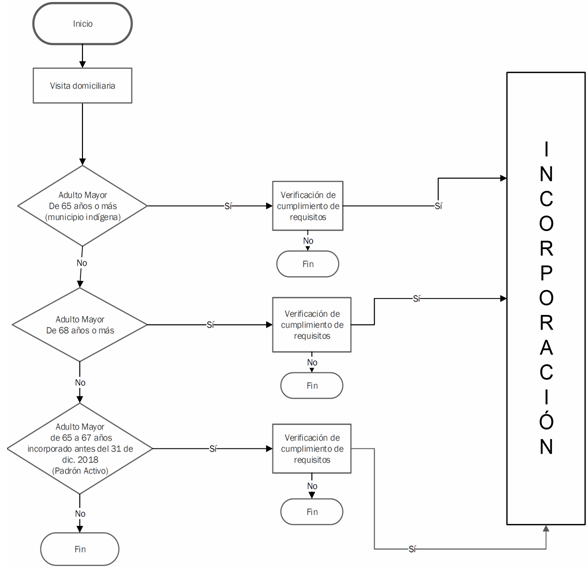 Inicio
Visita domiciliaria
Adulto Mayor
De 65 años o más
(municipio indígena)
Sí
Verificación de
cumplimiento de
requisitos
Sí
No
Fin
No
Adulto Mayor
De 68 años o más
Sí
Verificación de
cumplimiento de
requisitos
Sí
No
Fin
No
Adulto Mayor
de 65 a 67 años
incorporado antes del 31 de
dic. 2018
(Padrón Activo)
Sí
Verificación de
cumplimiento de
requisitos
No
Fin
Sí
No
Fin
INCORPORACIÓN